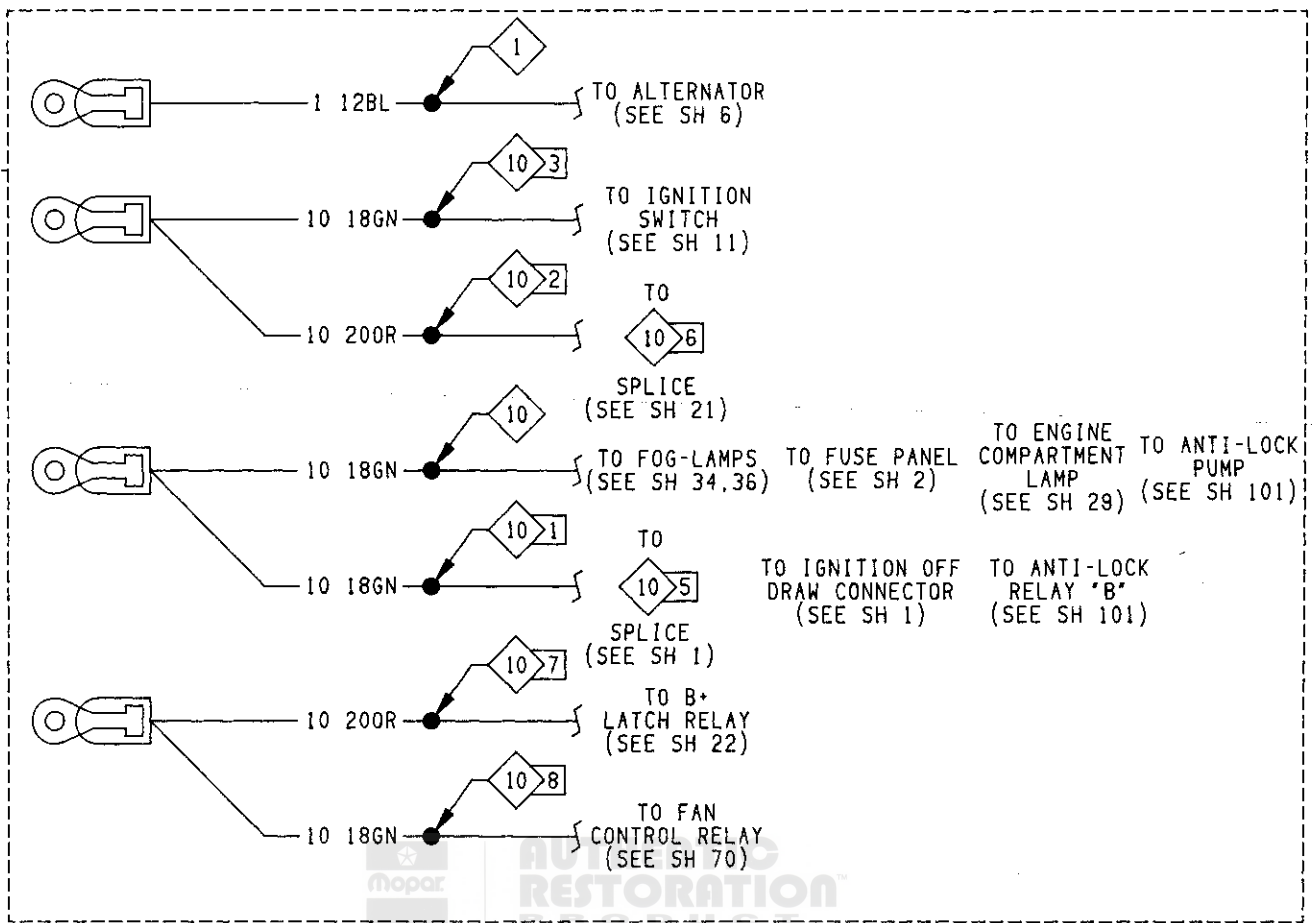 1
1 12BL
TO ALTERNATOR
(SEE SH 6)
10 3
10 18GN
TO IGNITION
SWITCH
(SEE SH 11)
10 2
10 20OR
TO
10 6
SPLICE
(SEE SH 21)
10
10 18GN
TO FOG-LAMPS
(SEE SH 34,36)
TO FUSE PANEL
(SEE SH 2)
TO ENGINE
COMPARTMENT
LAMP
(SEE SH 29)
TO ANTI-LOCK
PUMP
(SEE SH 101)
10 1
10 18GN
TO
10 5
SPLICE
(SEE SH 1)
TO IGNITION OFF
DRAW CONNECTOR
(SEE SH 1)
TO ANTI-LOCK
RELAY "B"
(SEE SH 101)
10 7
10 20OR
TO B+
LATCH RELAY
(SEE SH 22)
10 8
10 18GN
TO FAN
CONTROL RELAY
(SEE SH 70)
Mopar
AUTHENTIC
RESTORATION™
PRODUCTS